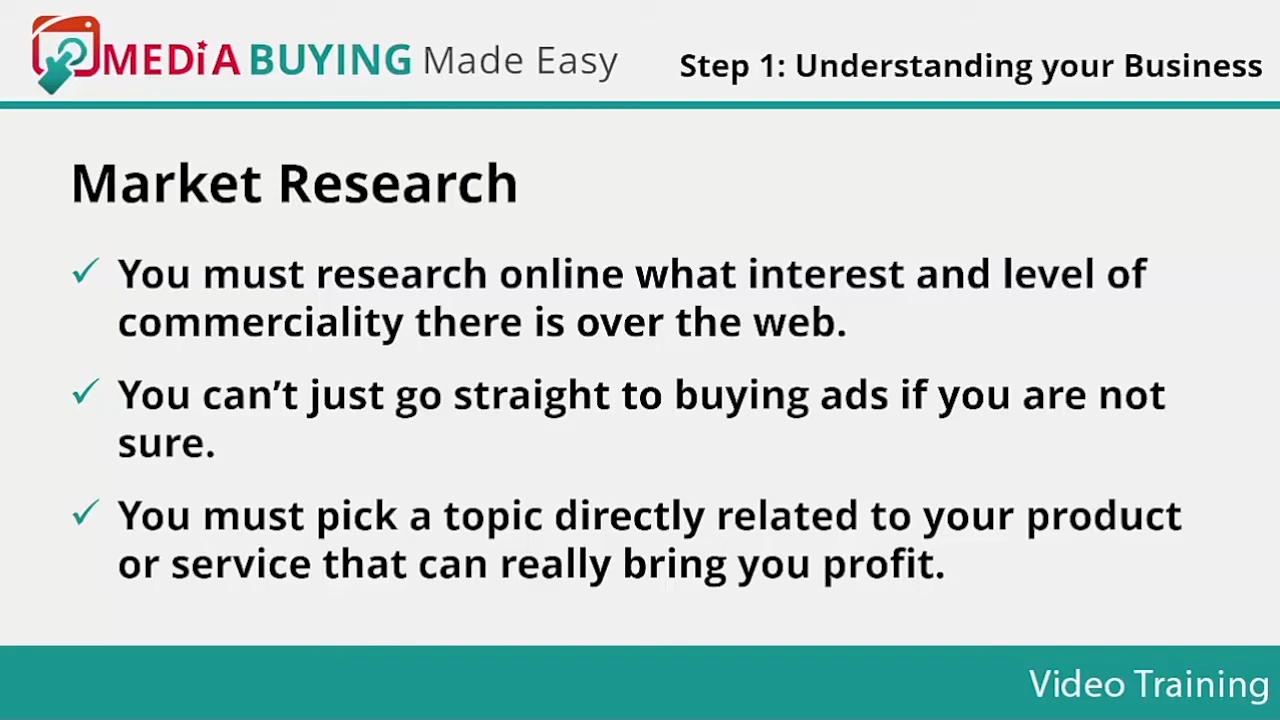 MEDIA BUYING Made Easy
Step 1: Understanding your Business
Market Research
You must research online what interest and level of
commerciality there is over the web.
You can’t just go straight to buying ads if you are not
sure.
You must pick a topic directly related to your product
or service that can really bring you profit.
Video Training